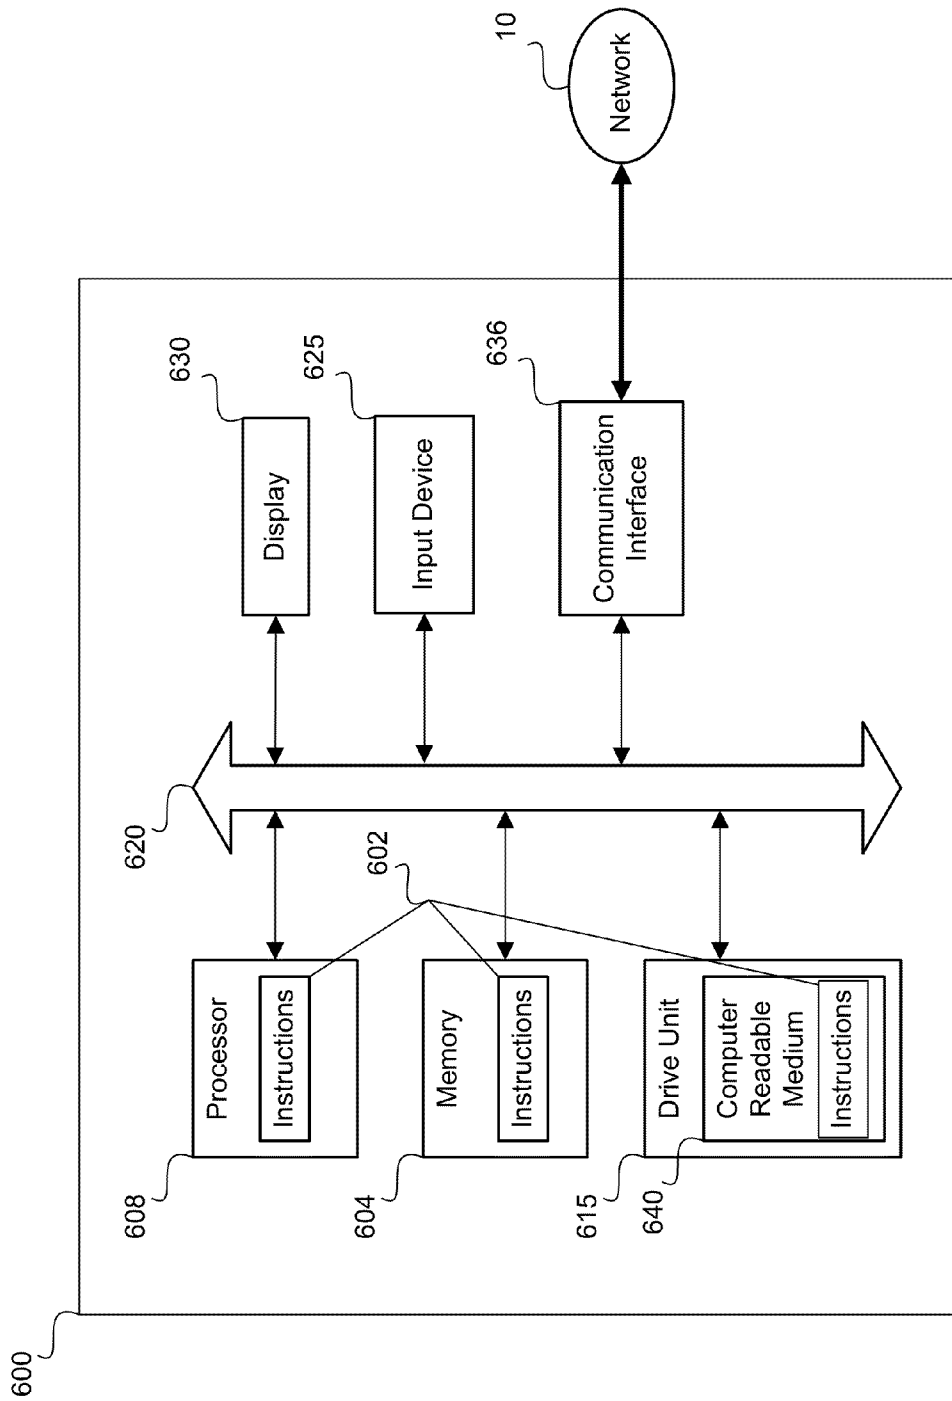 600
608
Processor
Instructions
604
Memory
Instructions
615
Drive Unit
640
Computer
Readable
Medium
Instructions
602
620
630
Display
625
Input Device
636
Communication
Interface
10
Network